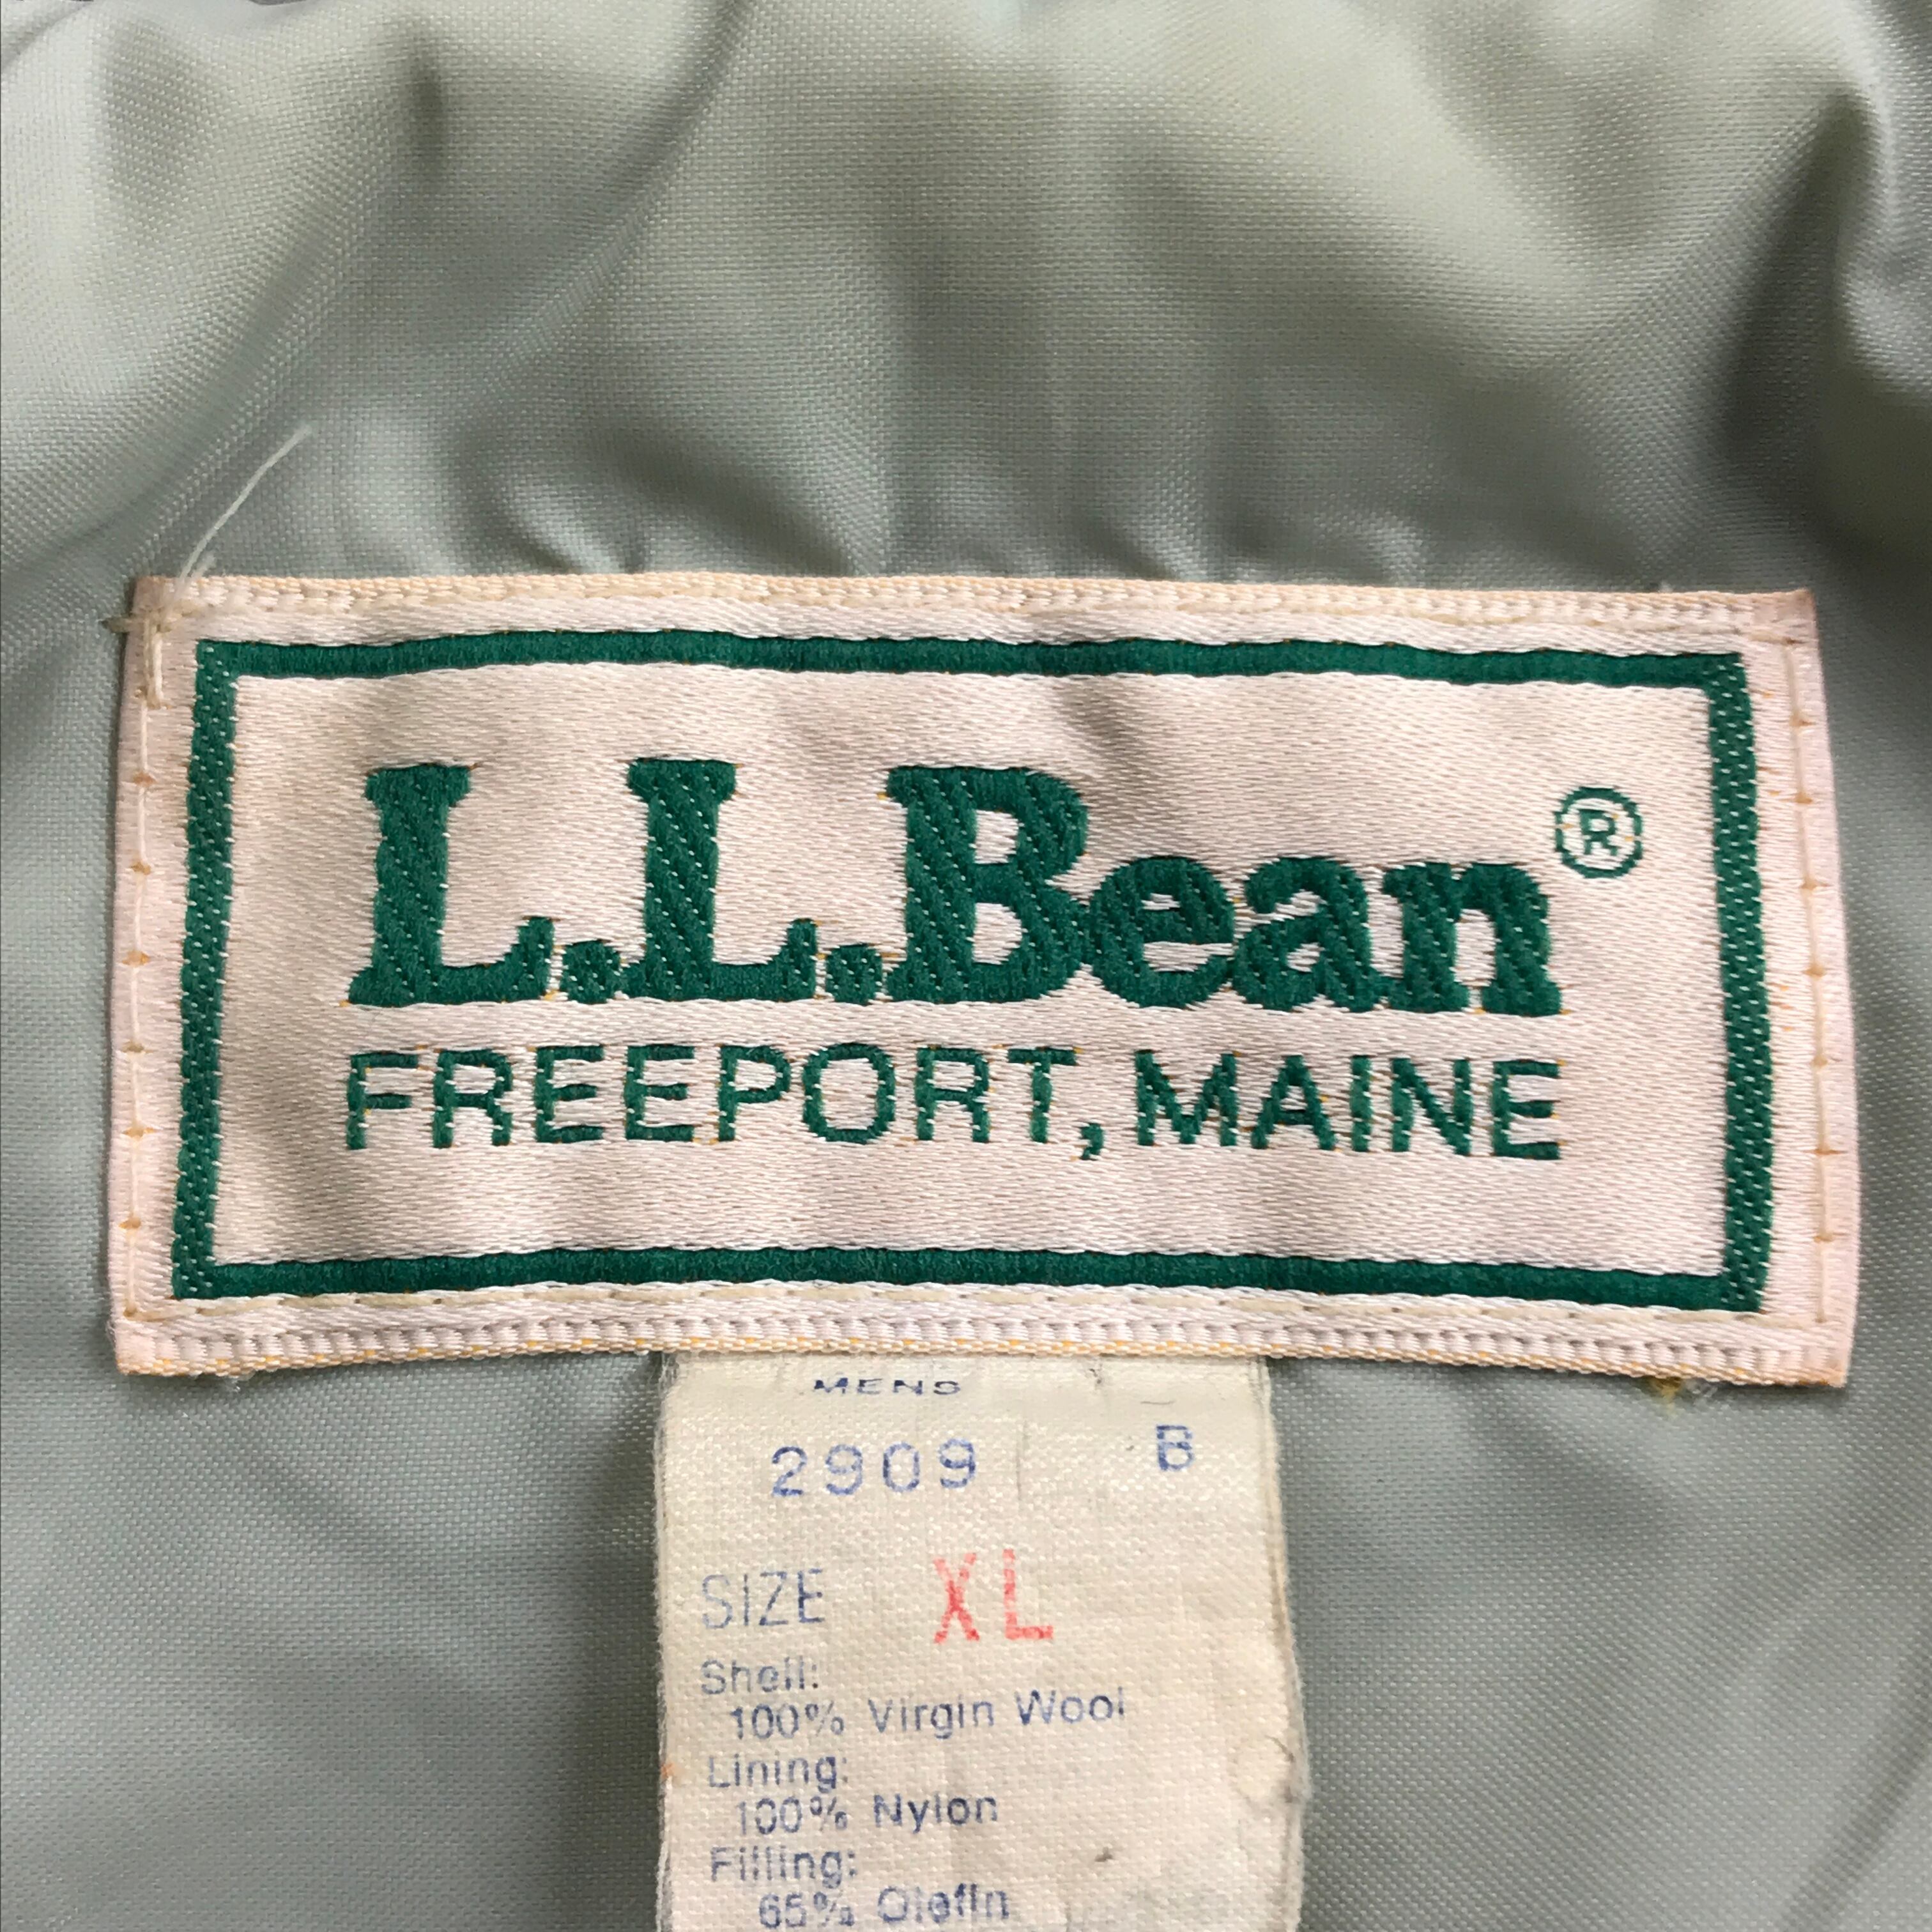 L.L.Bean®
FREEPORT, MAINE
MENS
2909 B
SIZE XL
Shell:
100% Virgin Wool
Lining:
100% Nylon
Filling:
65% Olefin